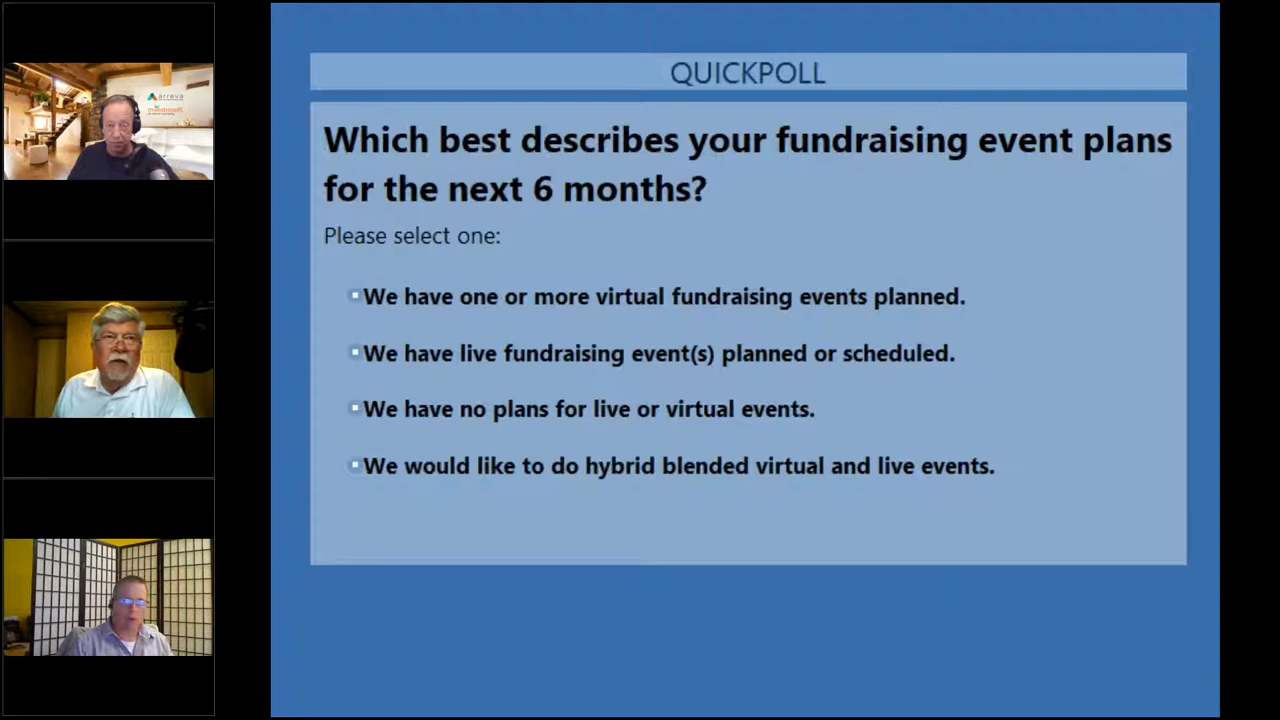 arreva
maestrosoft
QUICKPOLL
Which best describes your fundraising event plans
for the next 6 months?
Please select one:
We have one or more virtual fundraising events planned.
We have live fundraising event(s) planned or scheduled.
We have no plans for live or virtual events.
We would like to do hybrid blended virtual and live events.